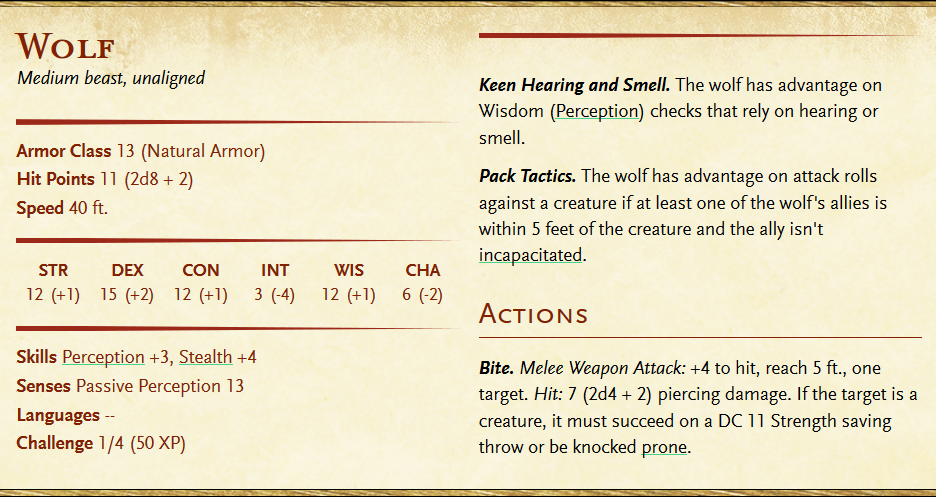 Wolf
Medium beast, unaligned
Armor Class 13 (Natural Armor)
Hit Points 11 (2d8 + 2)
Speed 40 ft.
STR DEX CON INT WIS CHA
12 (+1) 15 (+2) 12 (+1) 3 (-4) 12 (+1) 6 (-2)
Skills Perception +3, Stealth +4
Senses Passive Perception 13
Languages --
Challenge 1/4 (50 XP)
Keen Hearing and Smell. The wolf has advantage on
Wisdom (Perception) checks that rely on hearing or
smell.
Pack Tactics. The wolf has advantage on attack rolls
against a creature if at least one of the wolf's allies is
within 5 feet of the creature and the ally isn't
incapacitated.
Actions
Bite. Melee Weapon Attack: +4 to hit, reach 5 ft., one
target. Hit: 7 (2d4 + 2) piercing damage. If the target is a
creature, it must succeed on a DC 11 Strength saving
throw or be knocked prone.